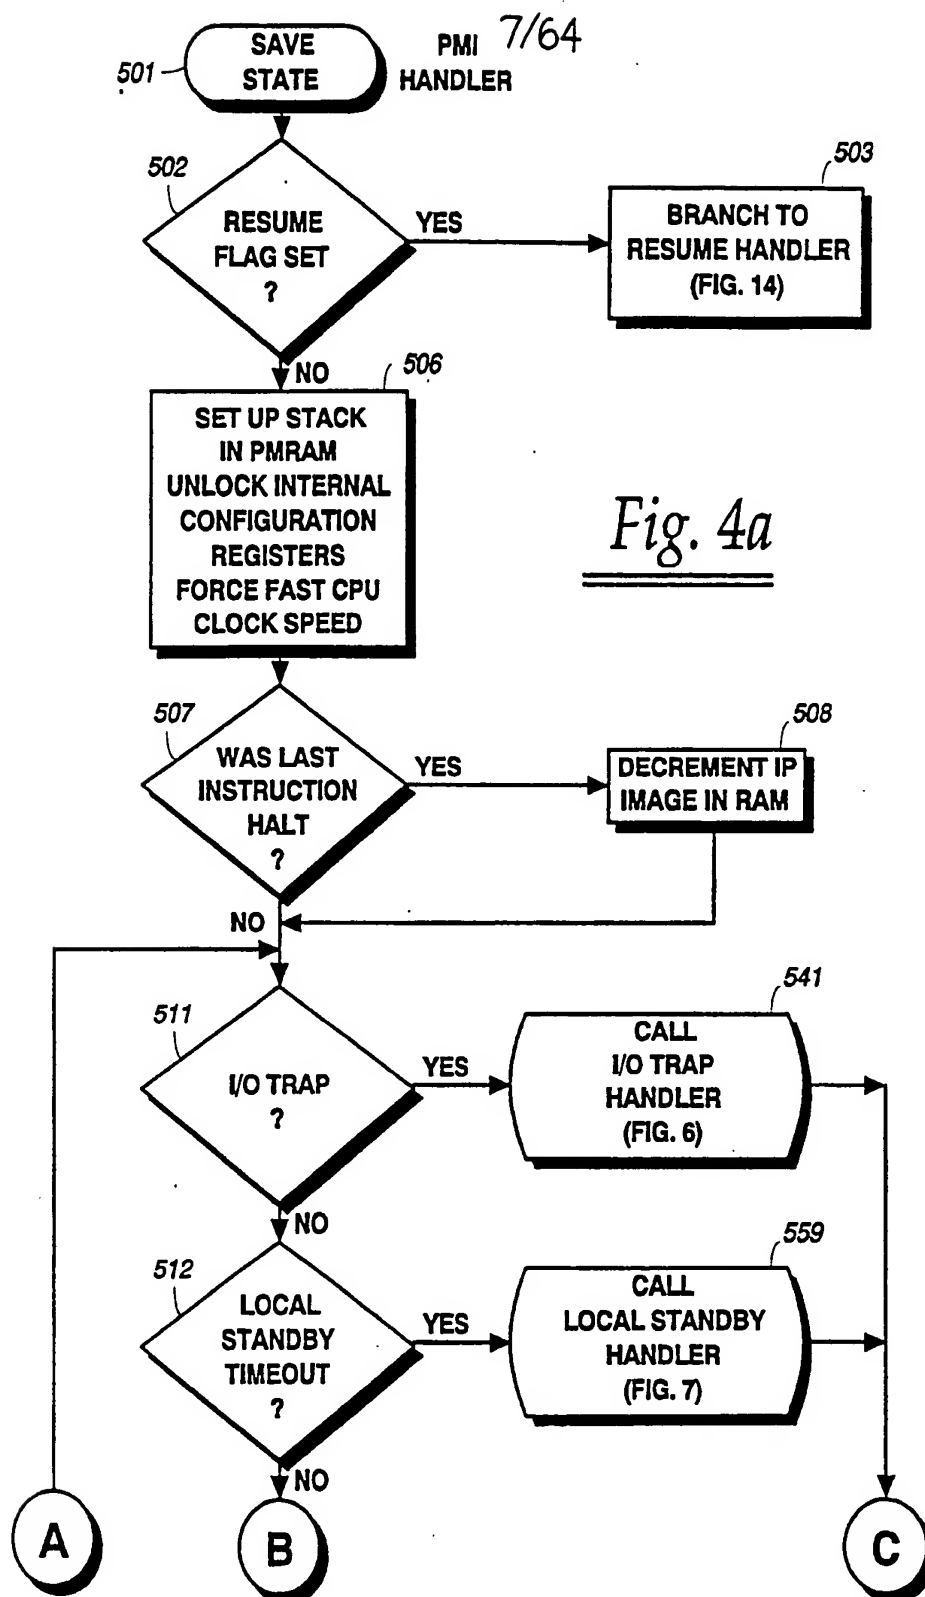 7/64
SAVE
STATE
501
PMI
HANDLER
502
RESUME
FLAG SET
?
YES
503
BRANCH TO
RESUME HANDLER
(FIG. 14)
NO
506
SET UP STACK
IN PMRAM
UNLOCK INTERNAL
CONFIGURATION
REGISTERS
FORCE FAST CPU
CLOCK SPEED
Fig. 4a
507
WAS LAST
INSTRUCTION
HALT
?
YES
508
DECREMENT IP
IMAGE IN RAM
NO
511
I/O TRAP
?
YES
541
CALL
I/O TRAP
HANDLER
(FIG. 6)
NO
512
LOCAL
STANDBY
TIMEOUT
?
YES
559
CALL
LOCAL STANDBY
HANDLER
(FIG. 7)
NO
A
B
C